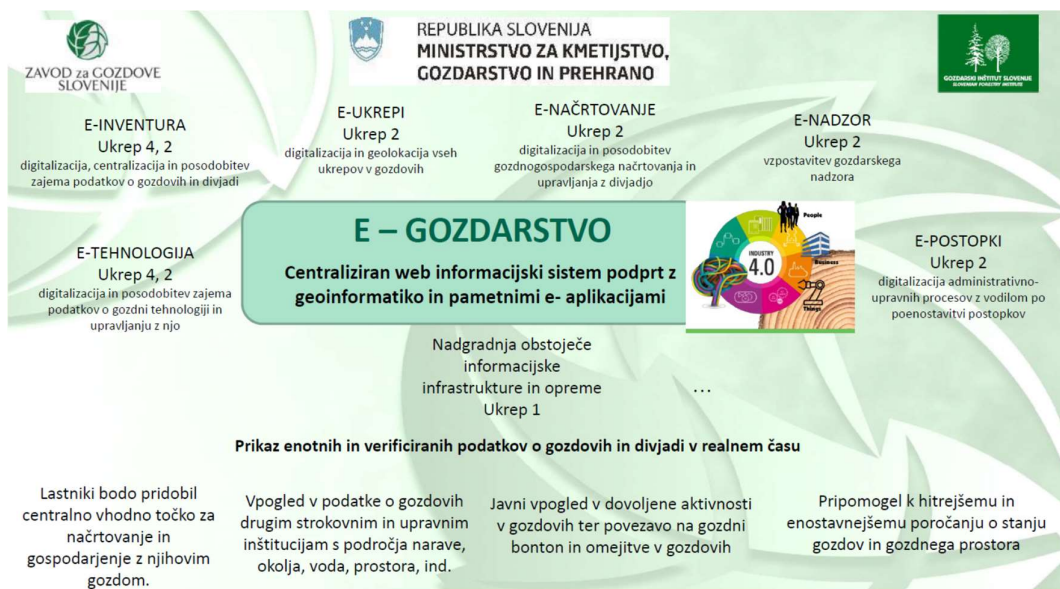 ZAVOD za GOZDOVE
SLOVENIJE
REPUBLIKA SLOVENIJA
MINISTRSTVO ZA KMETIJSTVO,
GOZDARSTVO IN PREHRANO
GOZDARSKI INŠTITUT SLOVENIJE
SLOVENIAN FORESTRY INSTITUTE
E-INVENTURA
Ukrep 4, 2
digitalizacija, centralizacija in posodobitev
zajema podatkov o gozdovih in divjadi
E-UKREPI
Ukrep 2
digitalizacija in geolokacija vseh
ukrepov v gozdovih
E-NAČRTOVANJE
Ukrep 2
digitalizacija in posodobitev
gozdnogospodarskega načrtovanja in
upravljanja z divjadjo
E-NADZOR
Ukrep 2
vzpostavitev gozdarskega
nadzora
E-TEHNOLOGIJA
Ukrep 4, 2
digitalizacija in posodobitev zajema
podatkov o gozdni tehnologiji in
upravljanju z njo
E – GOZDARSTVO
Centraliziran web informacijski sistem podprt z
geoinformatiko in pametnimi e- aplikacijami
People
INDUSTRY
4.0
Business
Things
E-POSTOPKI
Ukrep 2
digitalizacija administrativno-
upravnih procesov z vodilom po
poenostavitvi postopkov
Nadgradnja obstoječe
informacijske
infrastrukture in opreme
Ukrep 1
...
Prikaz enotnih in verificiranih podatkov o gozdovih in divjadi v realnem času
Lastniki bodo pridobil
centralno vhodno točko za
načrtovanje in
gospodarjenje z njihovim
gozdom.
Vpogled v podatke o gozdovih
drugim strokovnim in upravnim
inštitucijam s področja narave,
okolja, voda, prostora, ind.
Javni vpogled v dovoljene aktivnosti
v gozdovih ter povezavo na gozdni
bonton in omejitve v gozdovih
Pripomogel k hitrejšemu in
enostavnejšemu poročanju o stanju
gozdov in gozdnega prostora